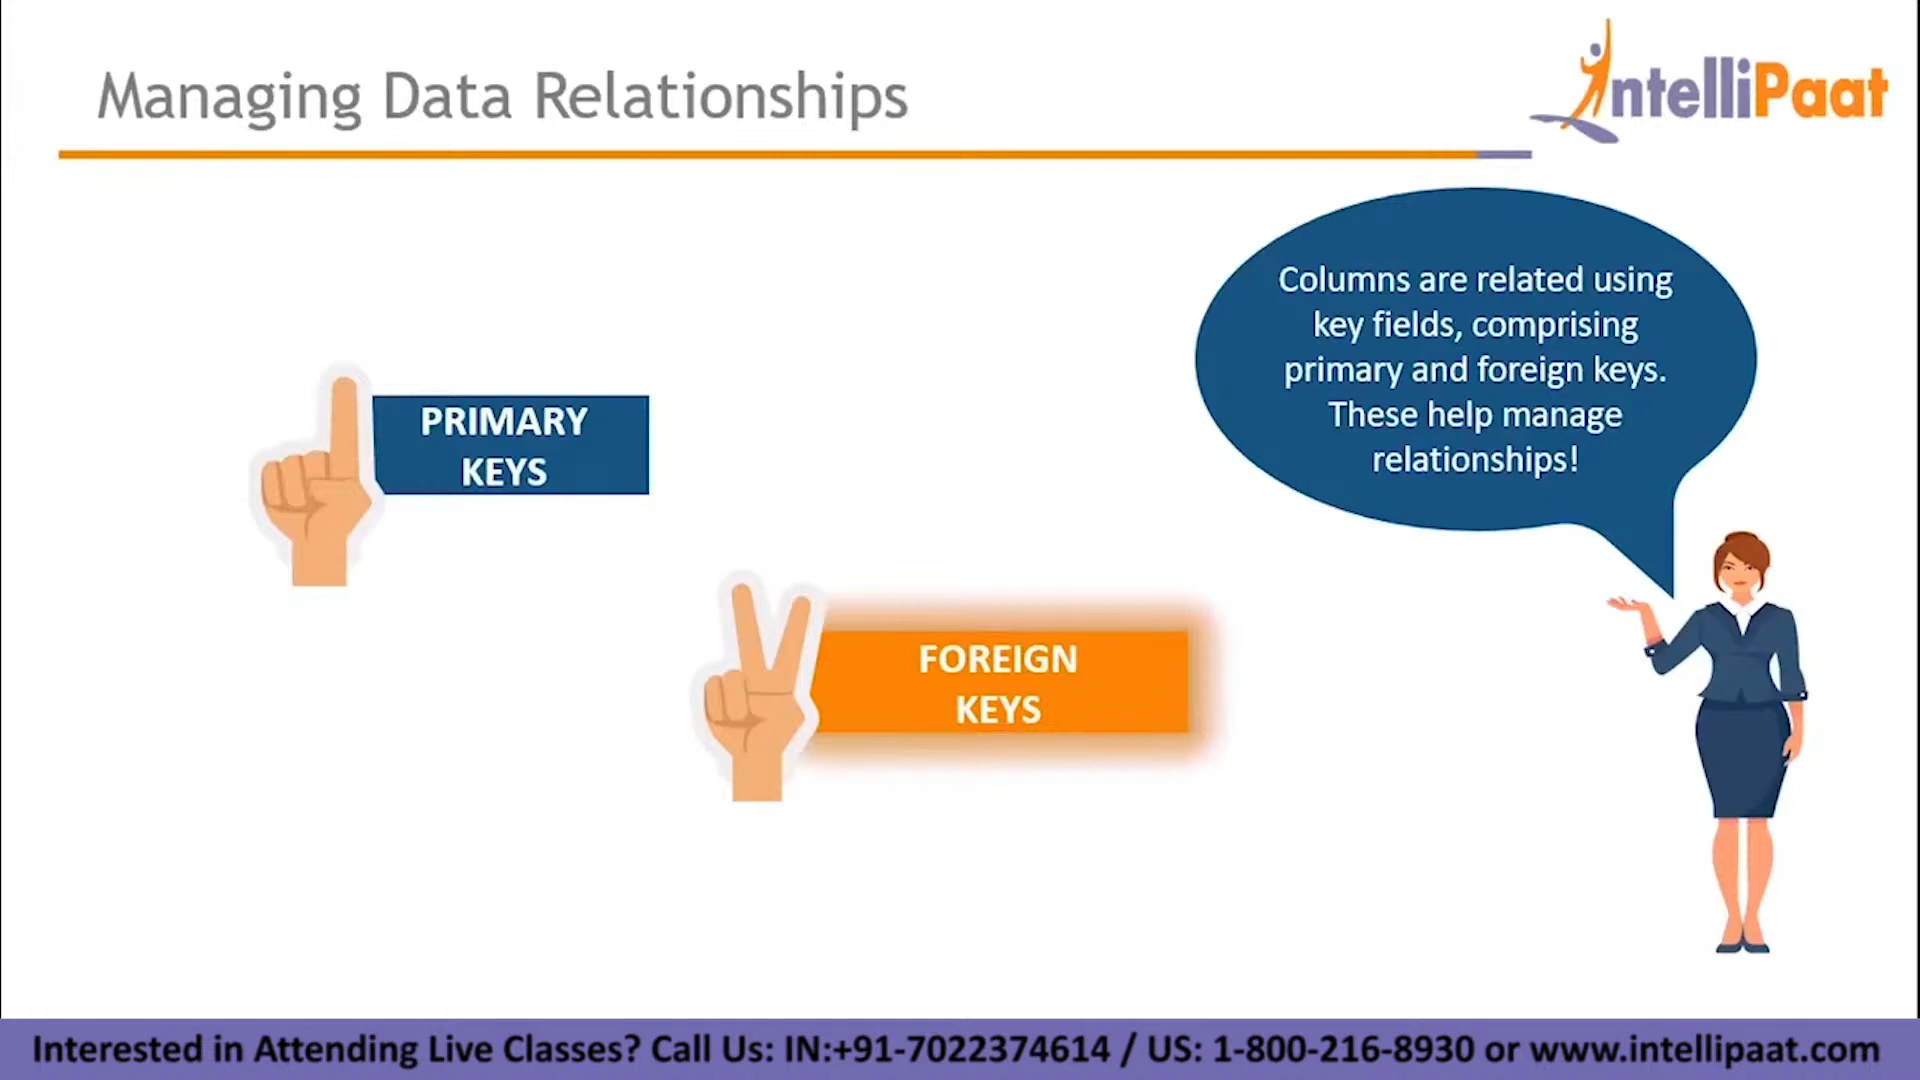 Managing Data Relationships
IntelliPaat
Columns are related using
key fields, comprising
primary and foreign keys.
These help manage
relationships!
PRIMARY
KEYS
FOREIGN
KEYS
Interested in Attending Live Classes? Call Us: IN:+91-7022374614 / US: 1-800-216-8930 or www.intellipaat.com